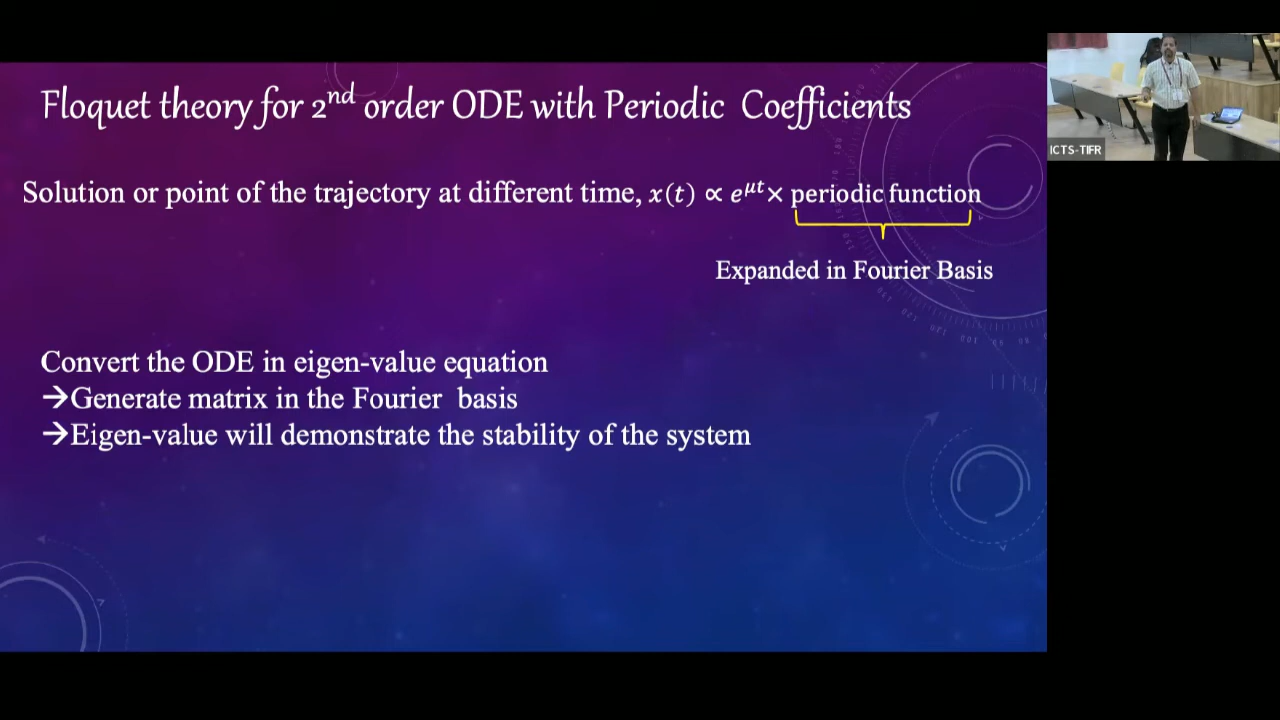 Floquet theory for 2nd order ODE with Periodic Coefficients
Solution or point of the trajectory at different time, x(t) ∝ e^{μt}× periodic function
Expanded in Fourier Basis
Convert the ODE in eigen-value equation
→Generate matrix in the Fourier basis
→Eigen-value will demonstrate the stability of the system
ICTS-TIFR